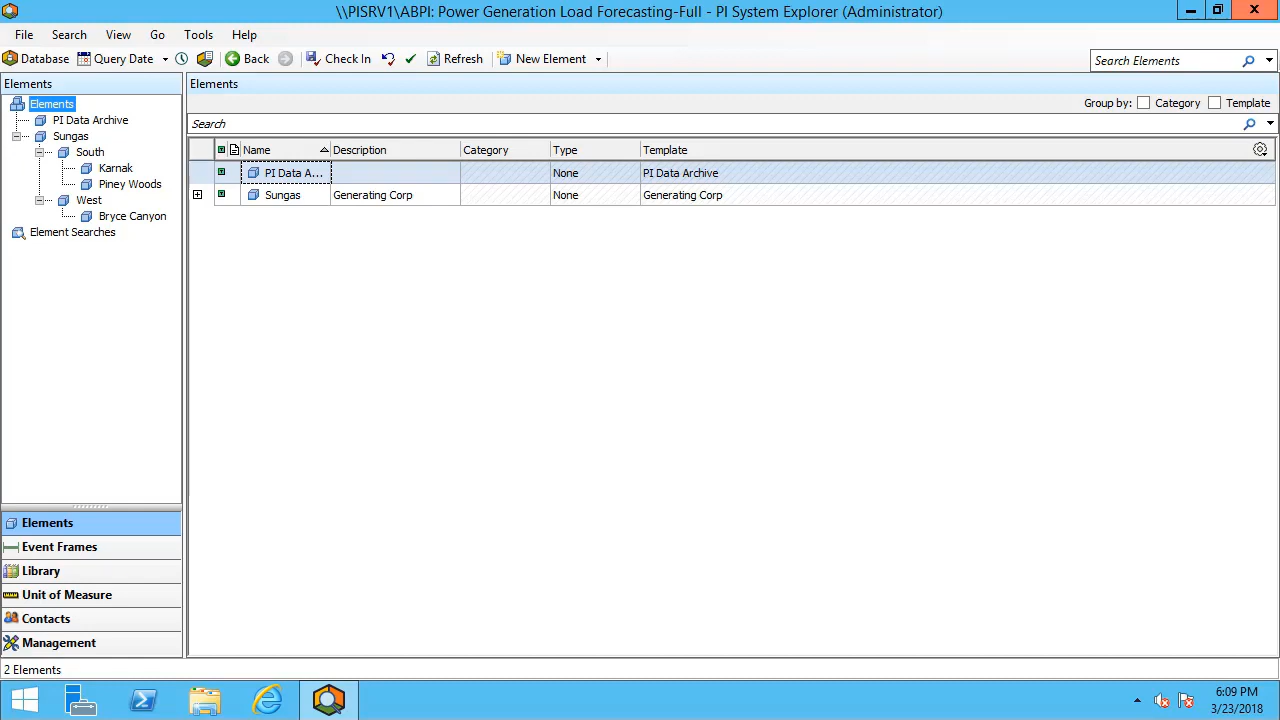 \\PISRV1\ABPI: Power Generation Load Forecasting-Full - PI System Explorer (Administrator)
File Search View Go Tools Help
Database Query Date Back Check In Refresh New Element Search Elements
Elements
Elements
PI Data Archive
Sungas
South
Karnak
Piney Woods
West
Bryce Canyon
Element Searches
Elements
Group by: Category Template
Search
Name Description Category Type Template
PI Data A... None PI Data Archive
Sungas Generating Corp None Generating Corp
Elements
Event Frames
Library
Unit of Measure
Contacts
Management
2 Elements
6:09 PM
3/23/2018